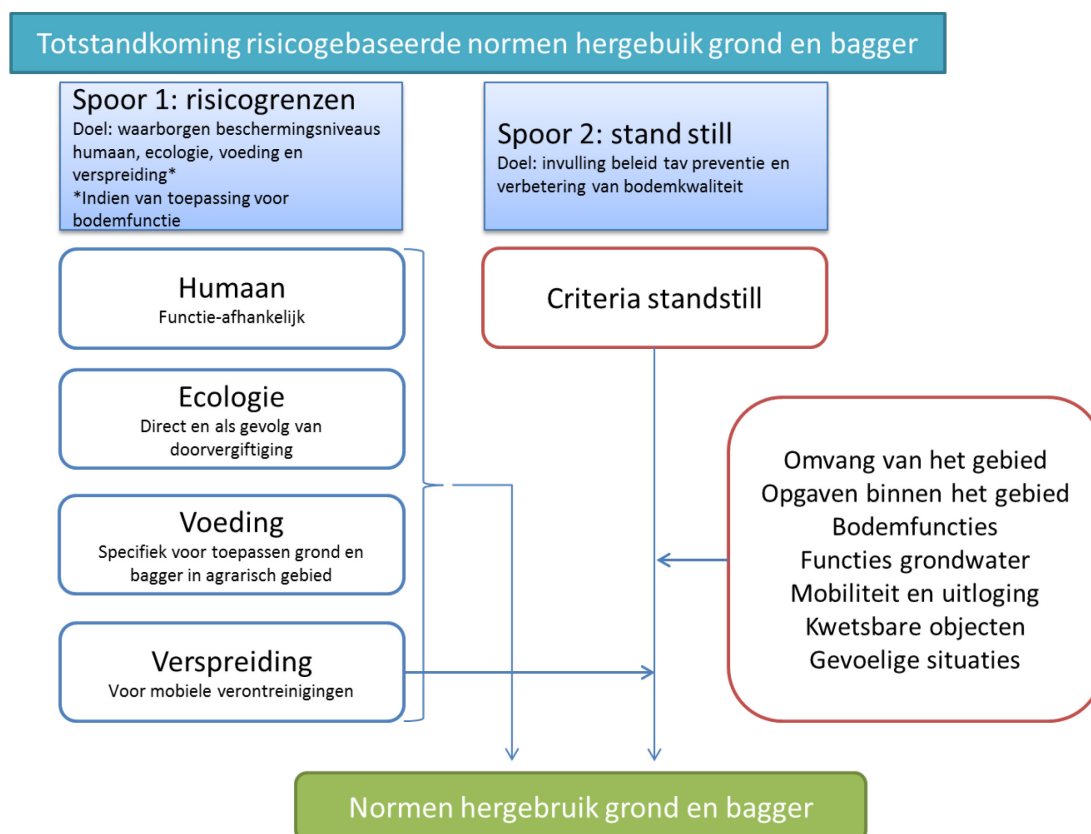 Totstandkoming risicogebaseerde normen hergebuik grond en bagger
Spoor 1: risicogrenzen
Doel: waarborgen beschermingsniveaus
humaan, ecologie, voeding en
verspreiding*
*Indien van toepassing voor
bodemfunctie
Spoor 2: stand still
Doel: invulling beleid tav preventie en
verbetering van bodemkwaliteit
Humaan
Functie-afhankelijk
Criteria standstill
Ecologie
Direct en als gevolg van
doorvergiftiging
Voeding
Specifiek voor toepassen grond en
bagger in agrarisch gebied
Verspreiding
Voor mobiele verontreinigingen
Omvang van het gebied
Opgaven binnen het gebied
Bodemfuncties
Functies grondwater
Mobiliteit en uitloging
Kwetsbare objecten
Gevoelige situaties
Normen hergebruik grond en bagger